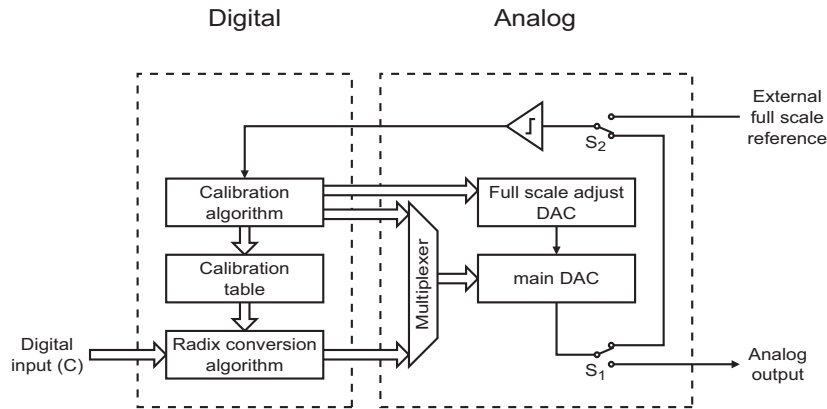 Digital
Analog
External
full scale
reference
S2
Calibration
algorithm
Full scale adjust
DAC
Calibration
table
Multiplexer
main DAC
Digital
input (C)
Radix conversion
algorithm
S1
Analog
output